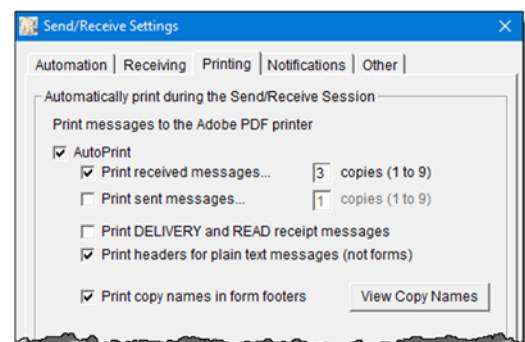 Send/Receive Settings
Automation Receiving Printing Notifications Other
Automatically print during the Send/Receive Session
Print messages to the Adobe PDF printer
AutoPrint
Print received messages... 3 copies (1 to 9)
Print sent messages... 1 copies (1 to 9)
Print DELIVERY and READ receipt messages
Print headers for plain text messages (not forms)
Print copy names in form footers View Copy Names